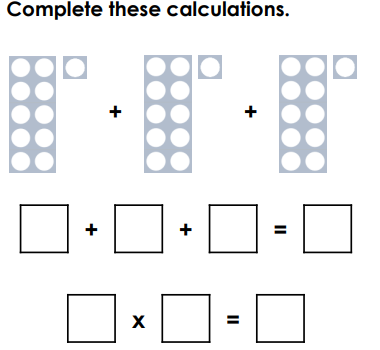 Complete these calculations.
+ +
+ + =
x =